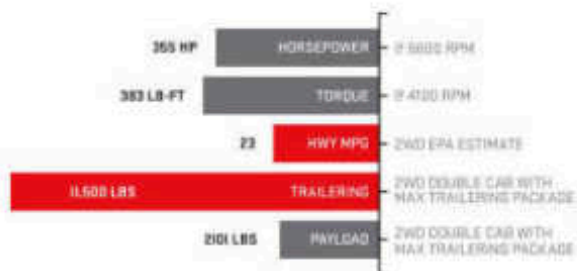 355 HP HORSEPOWER @ 5600 RPM
383 LB-FT TORQUE @ 4100 RPM
23 HWY MPG 2WD EPA ESTIMATE
11,500 LBS TRAILERING 2WD DOUBLE CAB WITH
MAX TRAILERING PACKAGE
2101 LBS PAYLOAD 2WD DOUBLE CAB WITH
MAX TRAILERING PACKAGE